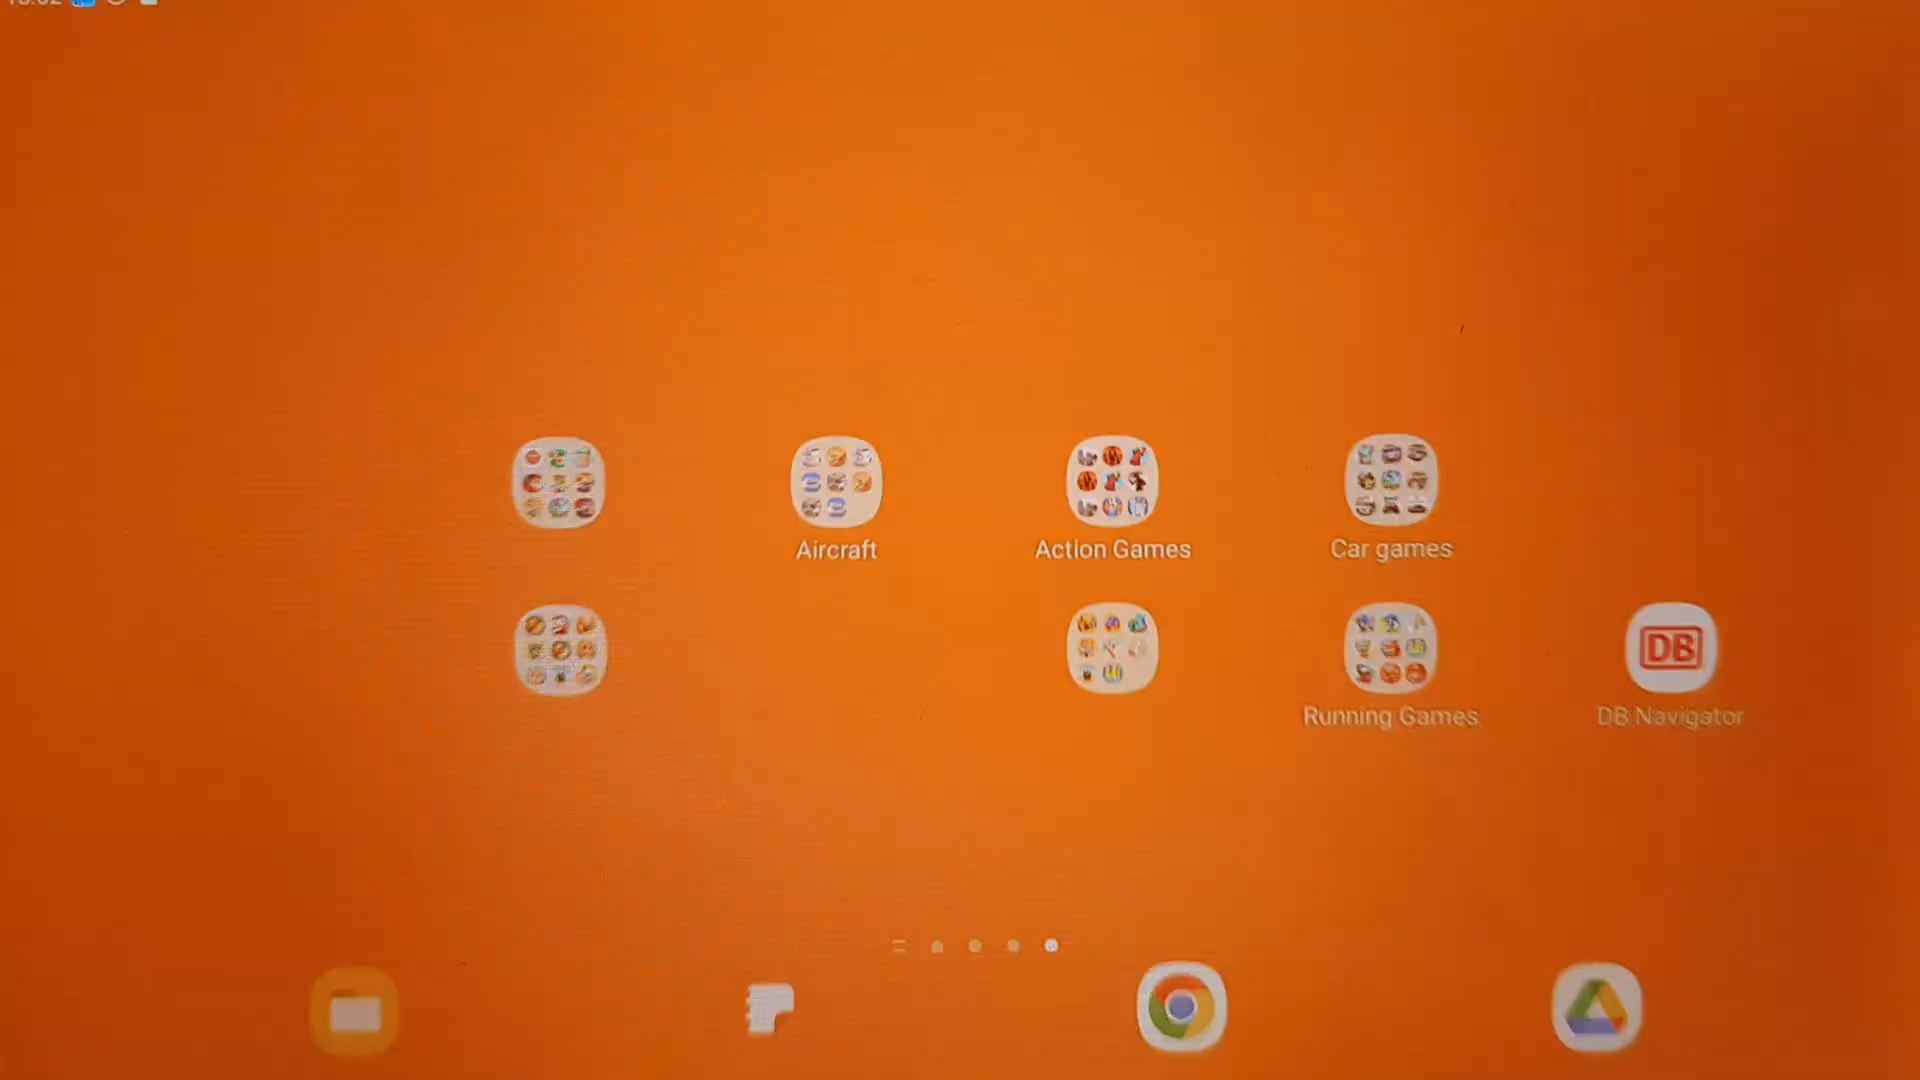 Aircraft
Action Games
Car games
Running Games
DB
DB Navigator